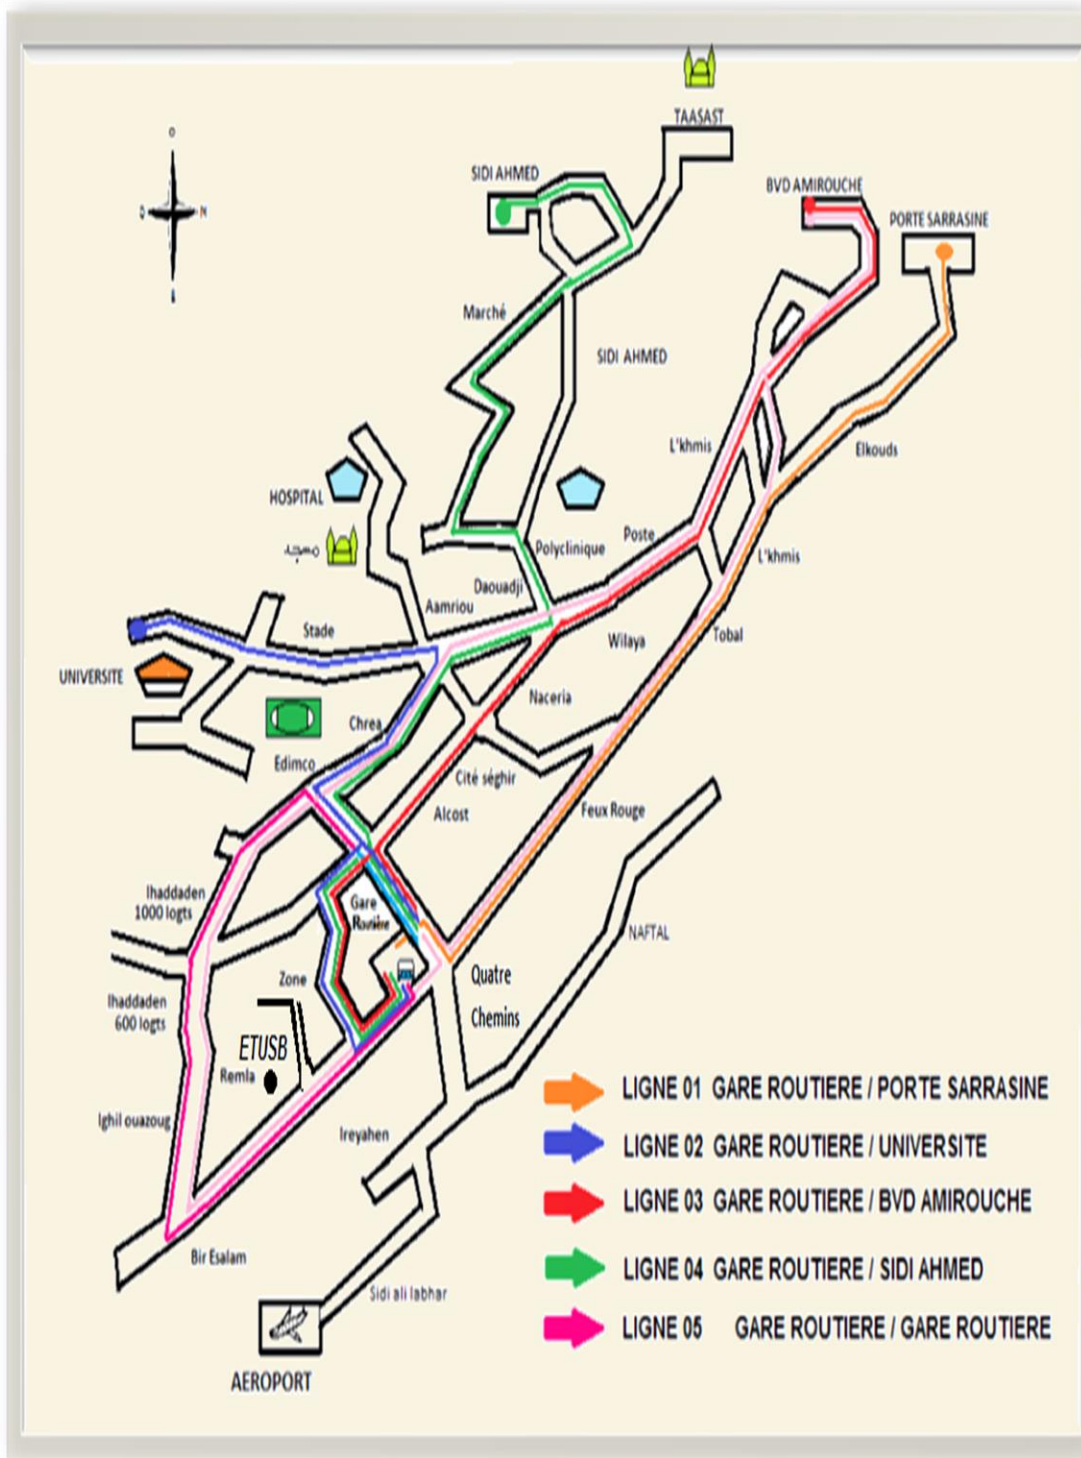 TAASAST
O
SIDI AHMED
BVD AMIROUCHE
PORTE SARRASINE
N
Marché
SIDI AHMED
L'khmis
Elkouds
HOSPITAL
Poste
Polyclinique
L'khmis
Daouadji
Aamriou
Stade
Wilaya
Tobal
UNIVERSITE
Naceria
Chrea
Edimco
Cité séghir
Alcost
Feux Rouge
Ihaddaden
1000 logts
Gare
Routière
NAFTAL
Zone
Quatre
Chemins
Ihaddaden
600 logts
ETUSB
Remla
Ighil ouazoug
Ireyahen
Bir Esalam
Sidi ali labhar
AEROPORT
LIGNE 01 GARE ROUTIERE / PORTE SARRASINE
LIGNE 02 GARE ROUTIERE / UNIVERSITE
LIGNE 03 GARE ROUTIERE / BVD AMIROUCHE
LIGNE 04 GARE ROUTIERE / SIDI AHMED
LIGNE 05 GARE ROUTIERE / GARE ROUTIERE